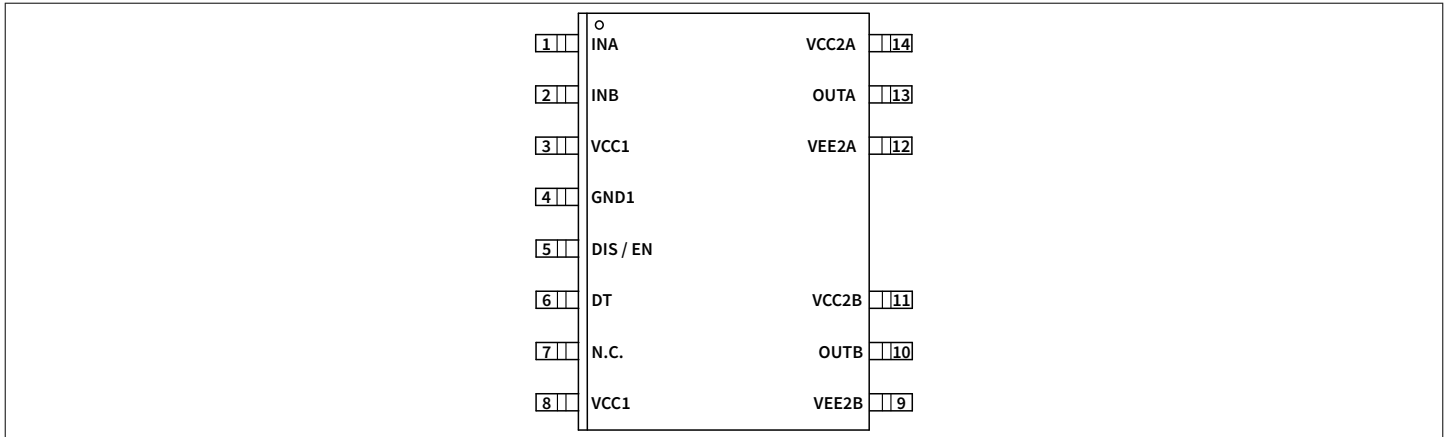 1 INA VCC2A 14
2 INB OUTA 13
3 VCC1 VEE2A 12
4 GND1
5 DIS / EN
6 DT VCC2B 11
7 N.C. OUTB 10
8 VCC1 VEE2B 9